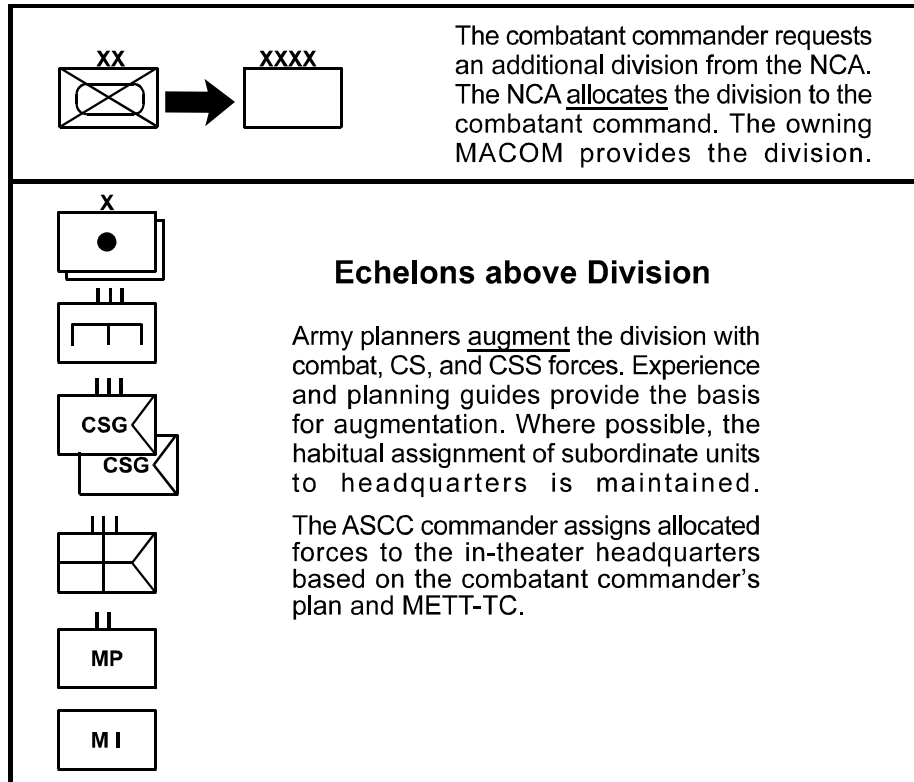 XX
XXXX
The combatant commander requests
an additional division from the NCA.
The NCA allocates the division to the
combatant command. The owning
MACOM provides the division.
X
Echelons above Division
III
Army planners augment the division with
combat, CS, and CSS forces. Experience
and planning guides provide the basis
for augmentation. Where possible, the
habitual assignment of subordinate units
to headquarters is maintained.
The ASCC commander assigns allocated
forces to the in-theater headquarters
based on the combatant commander's
plan and METT-TC.
III
CSG
CSG
III
II
MP
MI